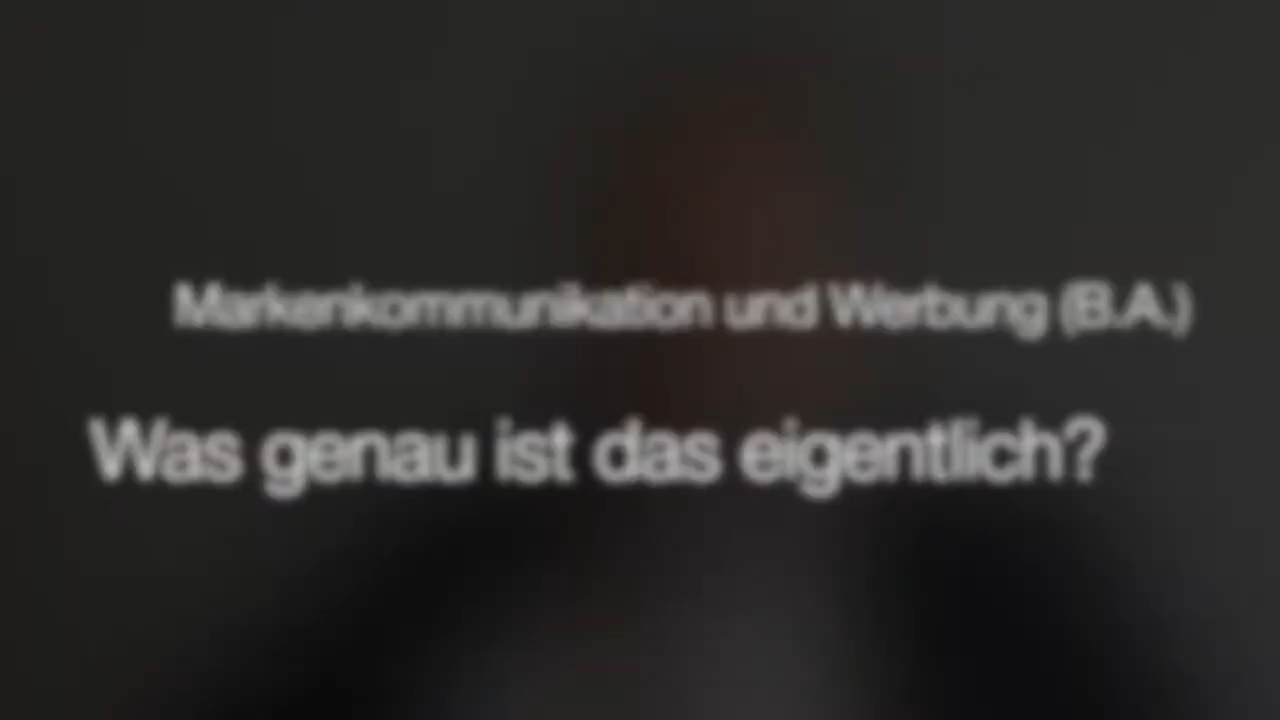 Markenkommunikation und Werbung (B.A.)
Was genau ist das eigentlich?